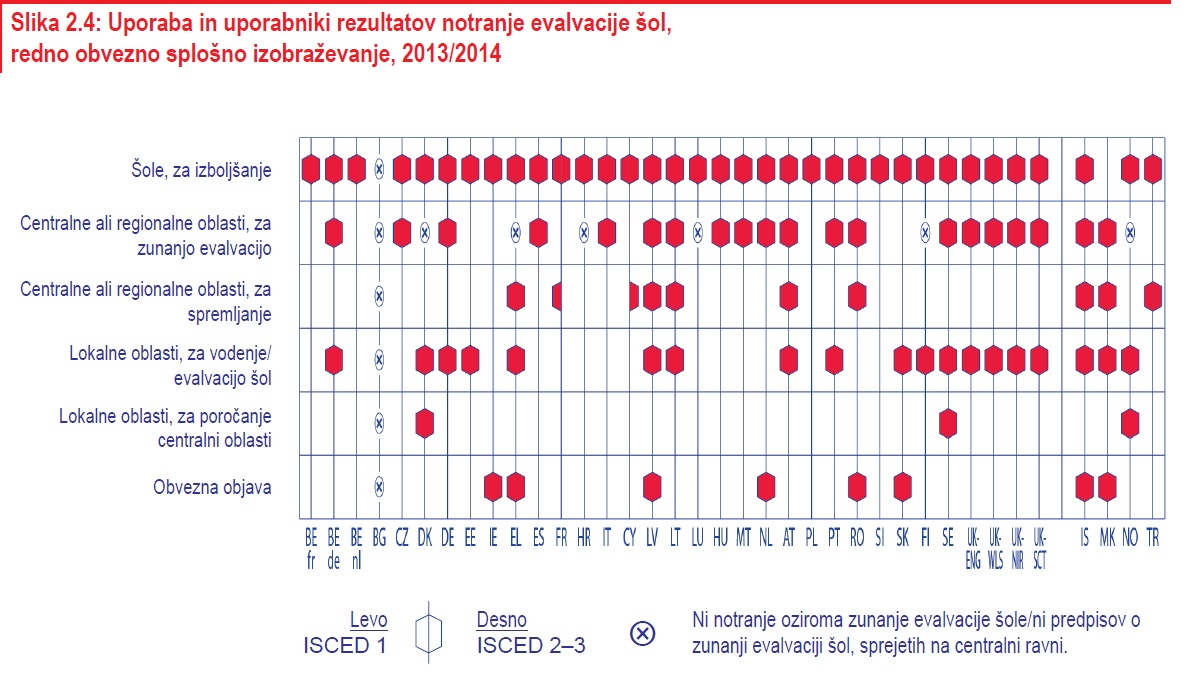 Slika 2.4: Uporaba in uporabniki rezultatov notranje evalvacije šol,
redno obvezno splošno izobraževanje, 2013/2014
Šole, za izboljšanje
Centralne ali regionalne oblasti, za
zunanjo evalvacijo
Centralne ali regionalne oblasti, za
spremljanje
Lokalne oblasti, za vodenje/
evalvacijo šol
Lokalne oblasti, za poročanje
centralni oblasti
Obvezna objava
BE BE BE BG CZ DK DE EE IE EL ES FR HR IT CY LV LT LU HU MT NL AT PL PT RO SI SK FI SE UK- UK- UK- UK- IS MK NO TR
fr de nl ENG WLS NIR SCT
Levo Desno
ISCED 1 ISCED 2–3
Ni notranje oziroma zunanje evalvacije šole/ni predpisov o
zunanji evalvaciji šol, sprejetih na centralni ravni.